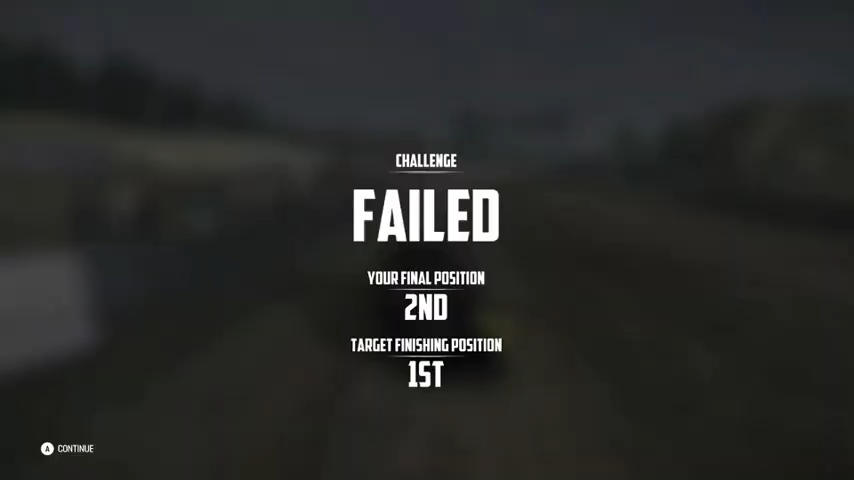 CHALLENGE
FAILED
YOUR FINAL POSITION
2ND
TARGET FINISHING POSITION
1ST
A CONTINUE